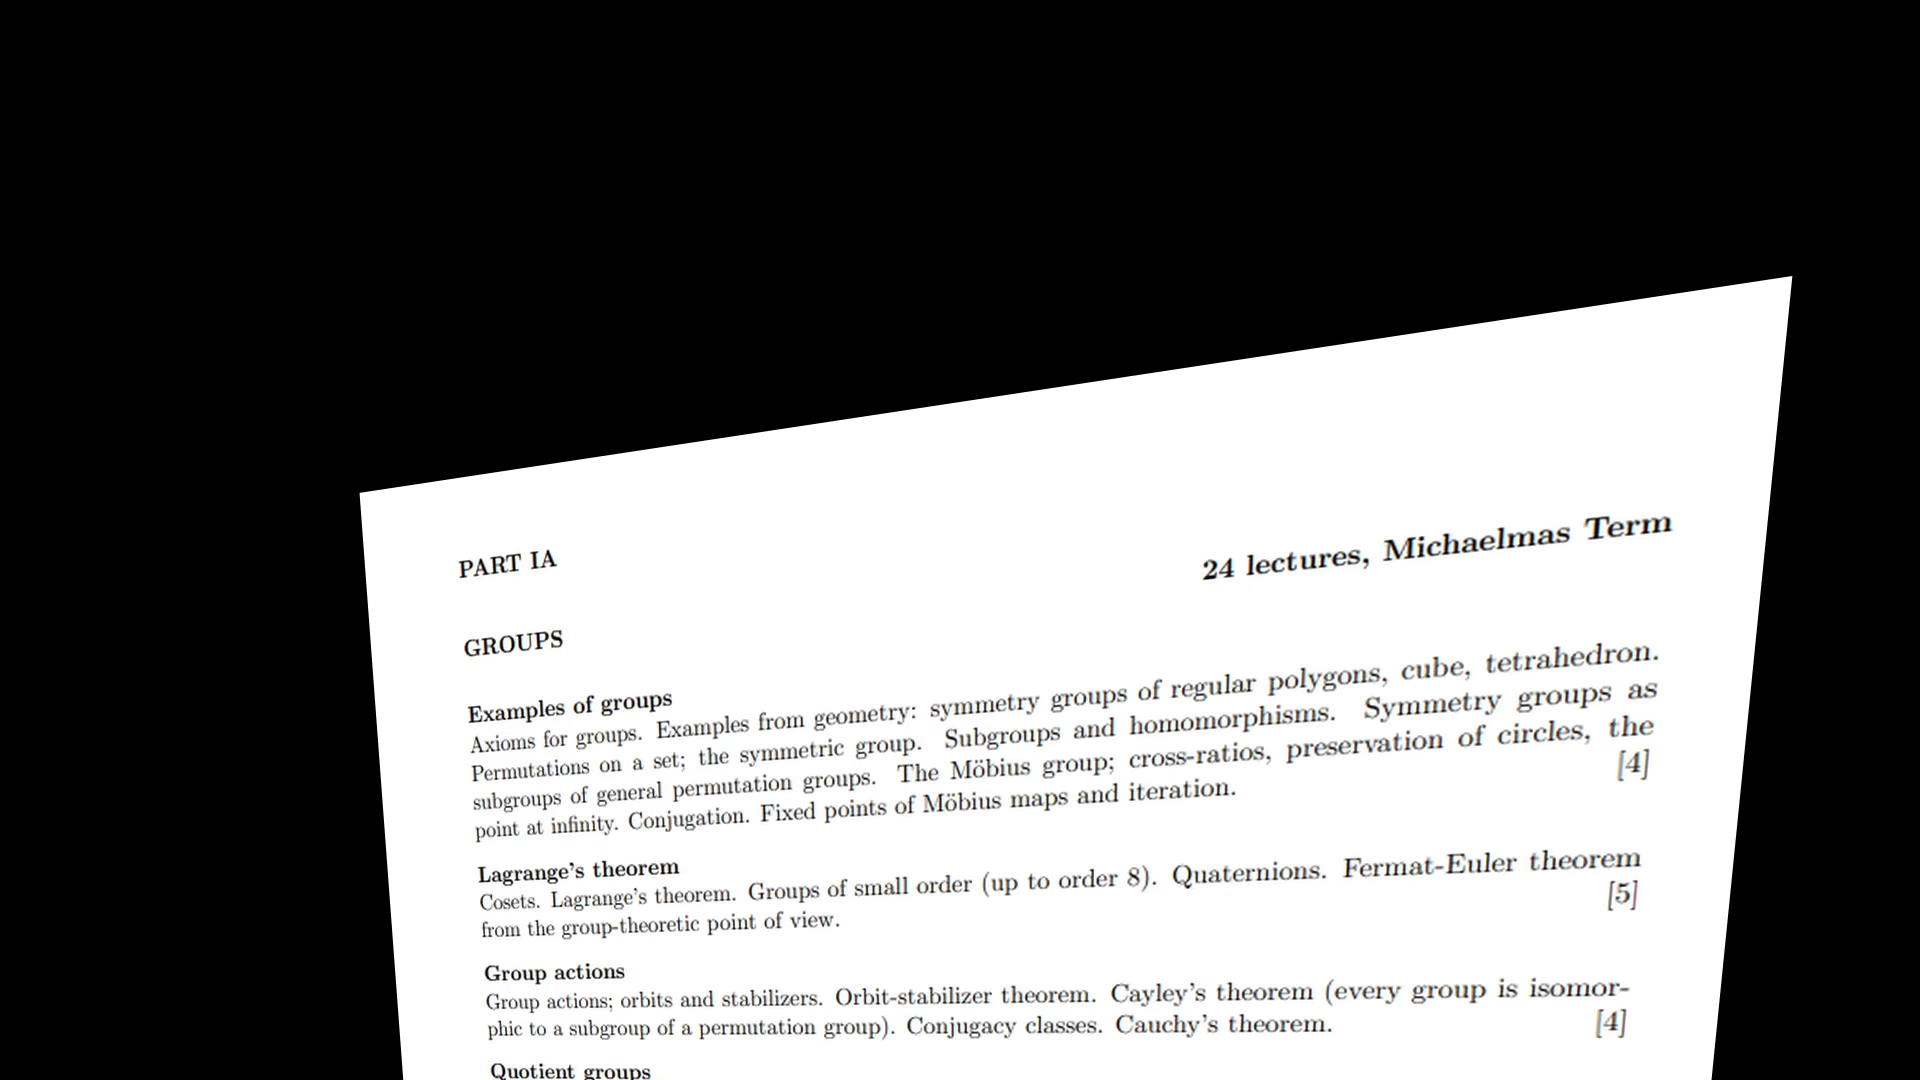 PART IA
24 lectures, Michaelmas Term
GROUPS
Examples of groups
Axioms for groups. Examples from geometry: symmetry groups of regular polygons, cube, tetrahedron.
Permutations on a set; the symmetric group. Subgroups and homomorphisms. Symmetry groups as
subgroups of general permutation groups. The Möbius group; cross-ratios, preservation of circles, the
point at infinity. Conjugation. Fixed points of Möbius maps and iteration. [4]
Lagrange's theorem
Cosets. Lagrange's theorem. Groups of small order (up to order 8). Quaternions. Fermat-Euler theorem
from the group-theoretic point of view. [5]
Group actions
Group actions; orbits and stabilizers. Orbit-stabilizer theorem. Cayley's theorem (every group is isomor-
phic to a subgroup of a permutation group). Conjugacy classes. Cauchy's theorem. [4]
Quotient groups